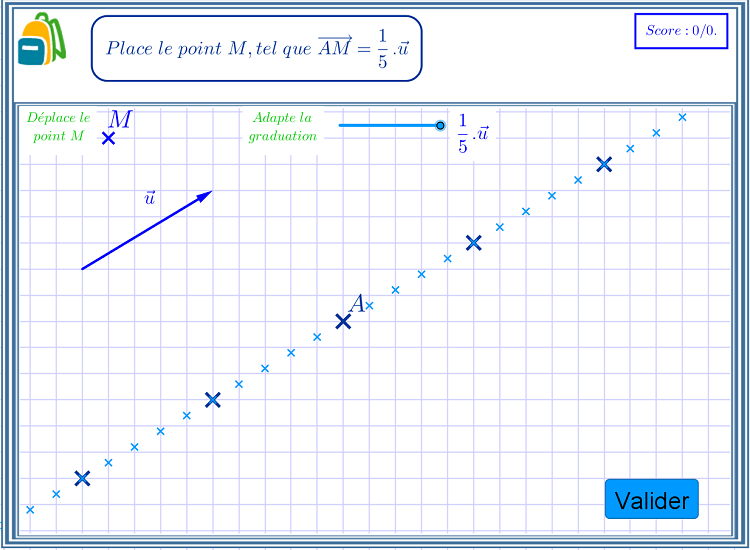 Place le point M, tel que \overrightarrow{AM} = \frac{1}{5} .\vec{u}
Score : 0/0.
Déplace le
point M
M
Adapte la
graduation
\frac{1}{5} .\vec{u}
\vec{u}
A
Valider